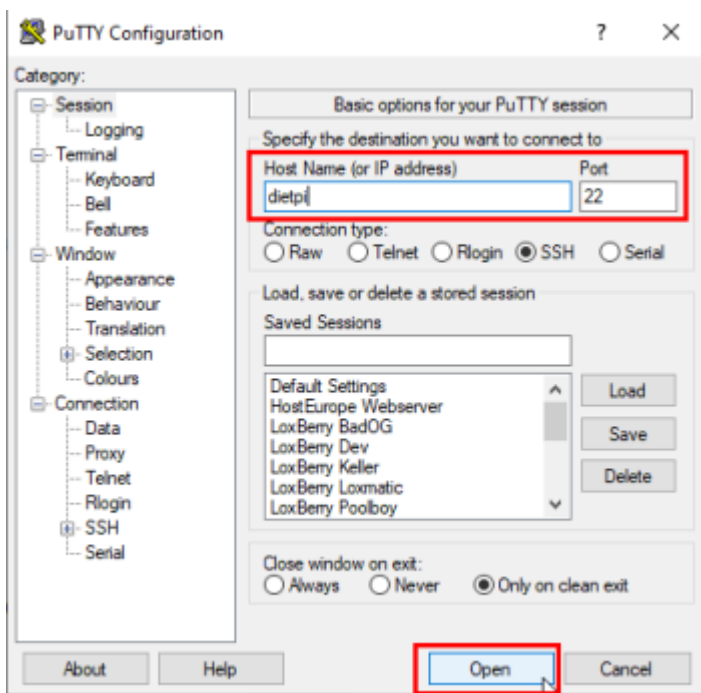 PuTTY Configuration ? ×
Category:
Session
Logging
Terminal
Keyboard
Bell
Features
Window
Appearance
Behaviour
Translation
Selection
Colours
Connection
Data
Proxy
Telnet
Rlogin
SSH
Serial
Basic options for your PuTTY session
Specify the destination you want to connect to
Host Name (or IP address) Port
dietpi 22
Connection type:
Raw Telnet Rlogin SSH Serial
Load, save or delete a stored session
Saved Sessions
Default Settings
HostEurope Webserver
LoxBerry BadOG
LoxBerry Dev
LoxBerry Keller
LoxBerry Loxmatic
LoxBerry Poolboy
Load
Save
Delete
Close window on exit:
Always Never Only on clean exit
About Help Open Cancel